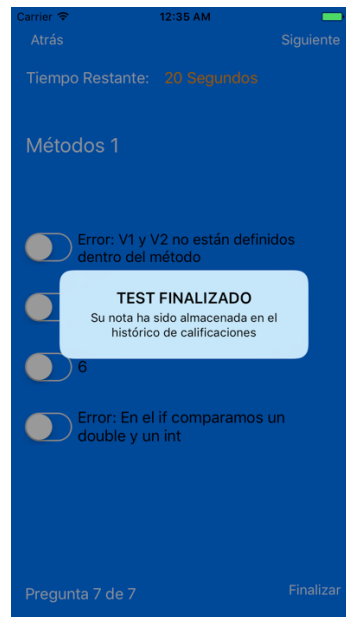 Carrier 12:35 AM
Atrás Siguiente
Tiempo Restante: 20 Segundos
Métodos 1
Error: V1 y V2 no están definidos
dentro del método
TEST FINALIZADO
Su nota ha sido almacenada en el
histórico de calificaciones
6
Error: En el if comparamos un
double y un int
Pregunta 7 de 7 Finalizar